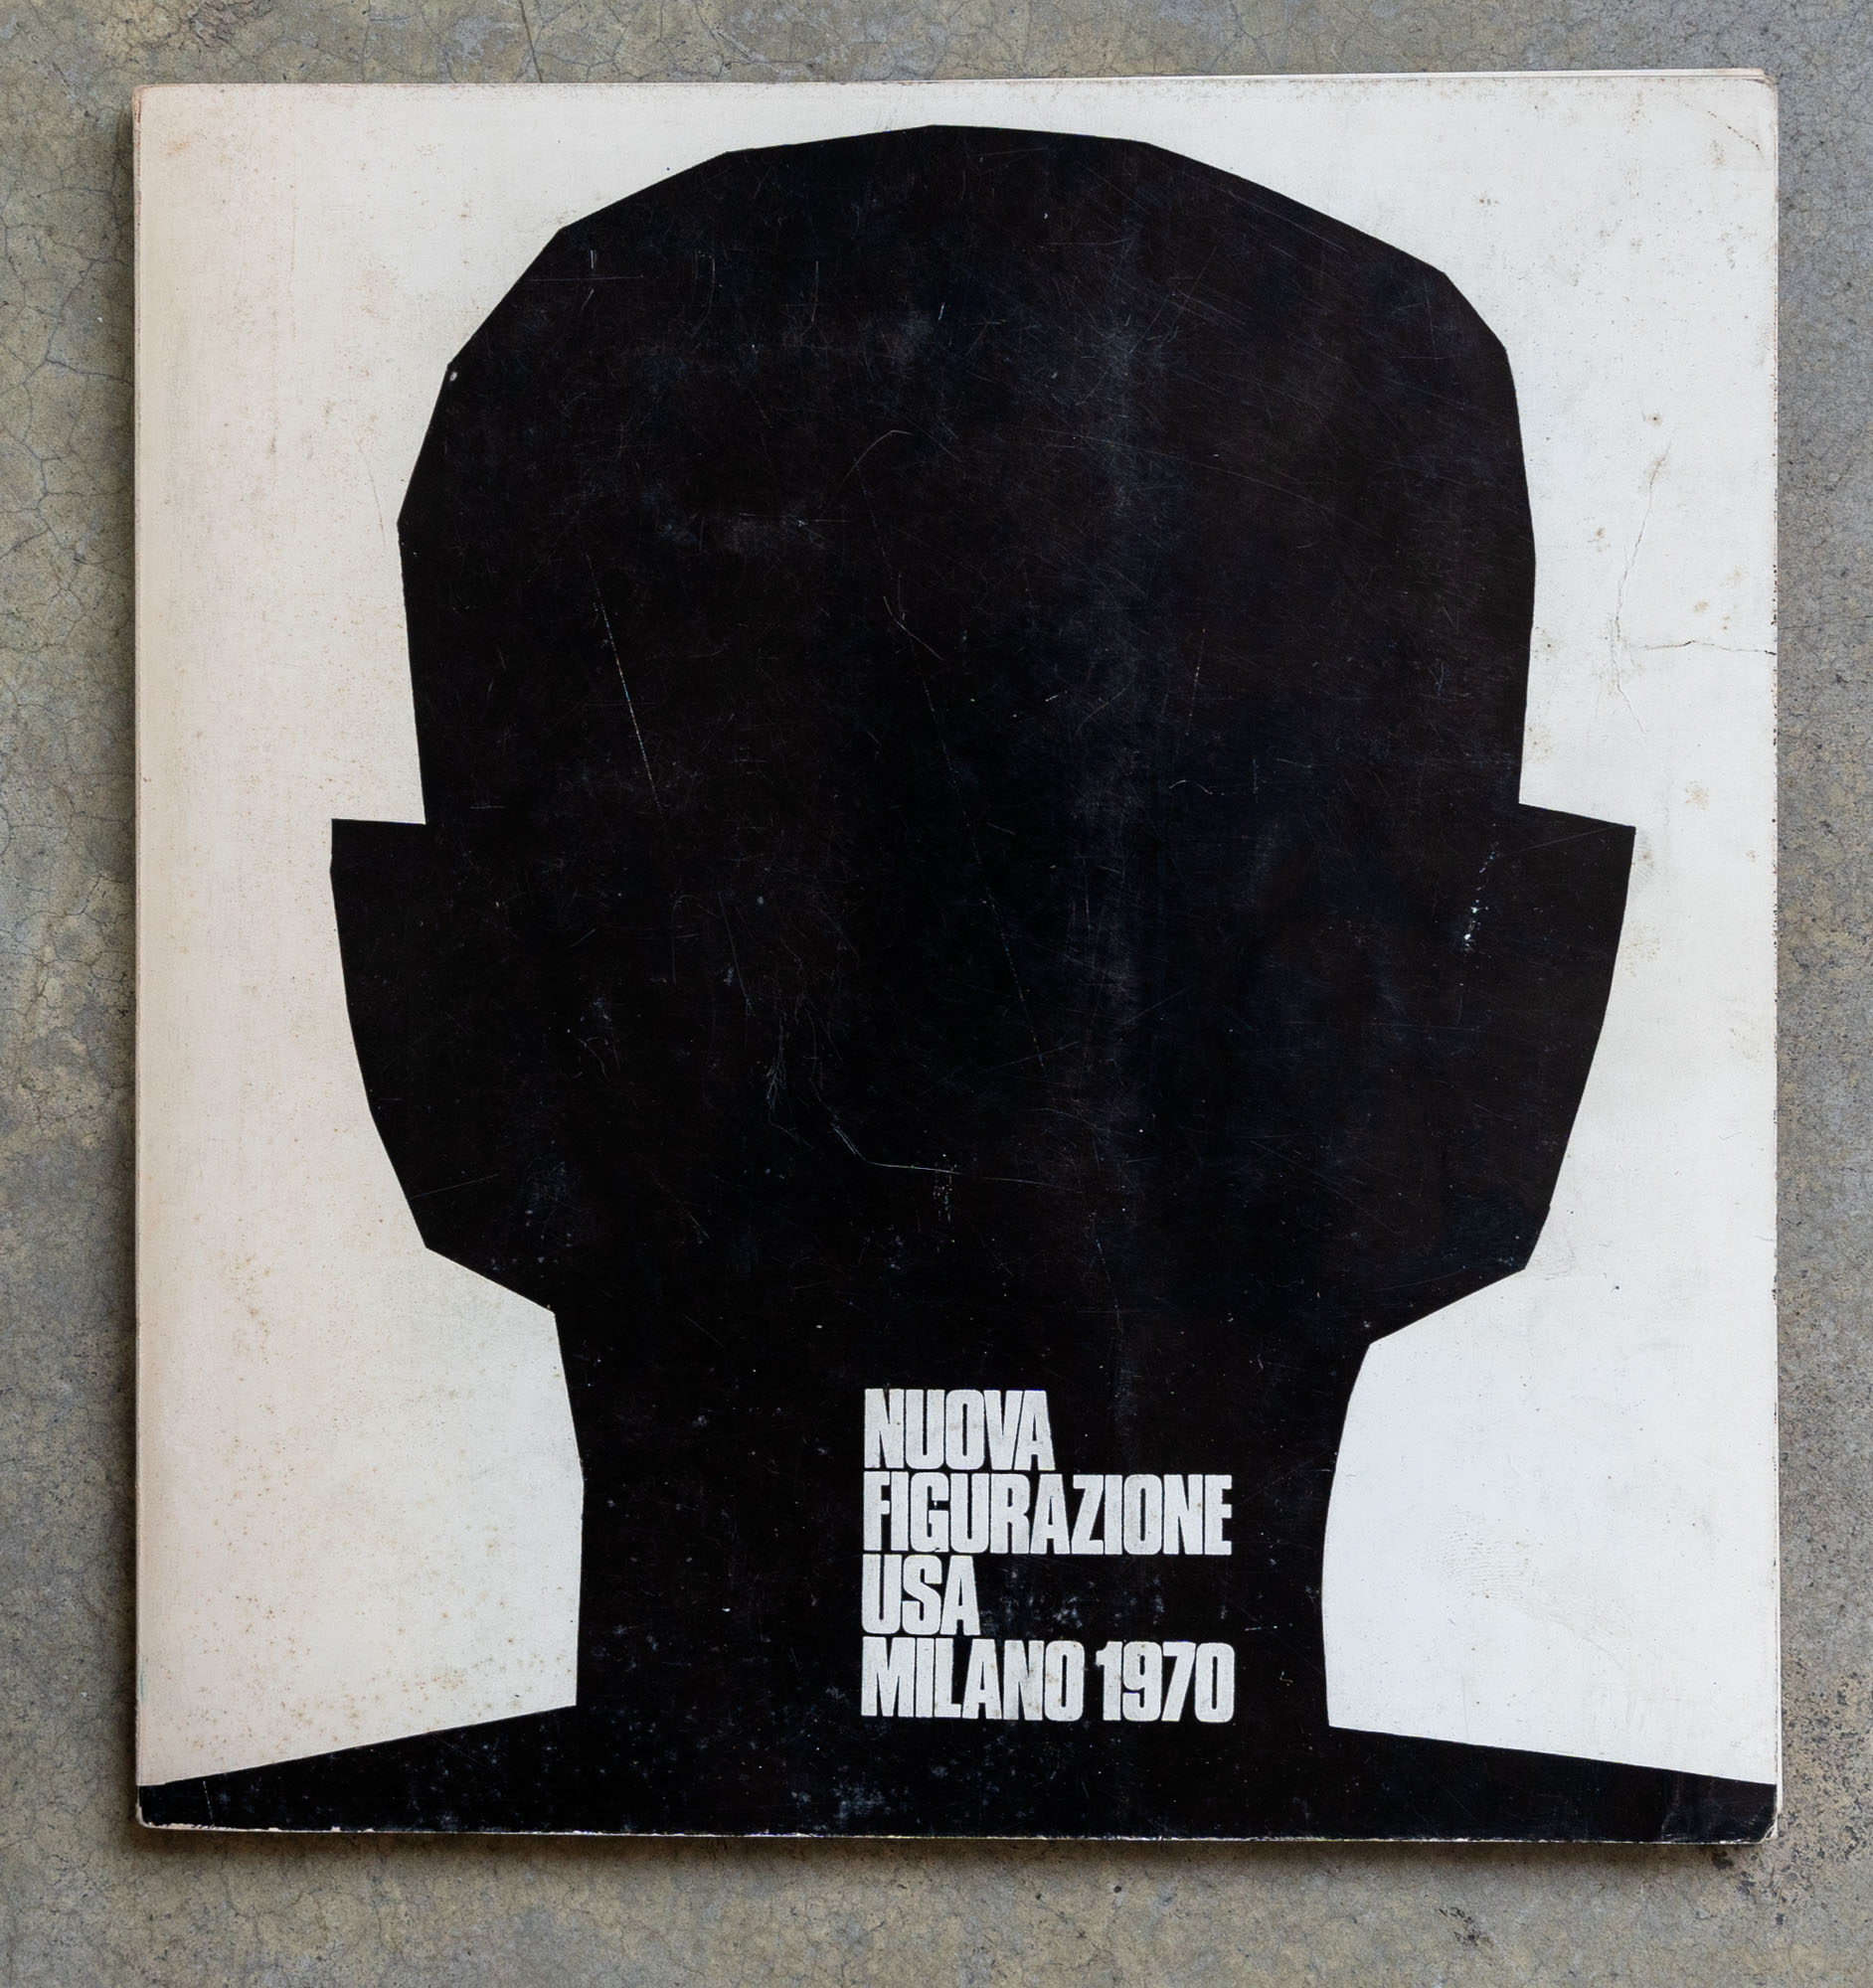 NUOVA
FIGURAZIONE
USA
MILANO 1970